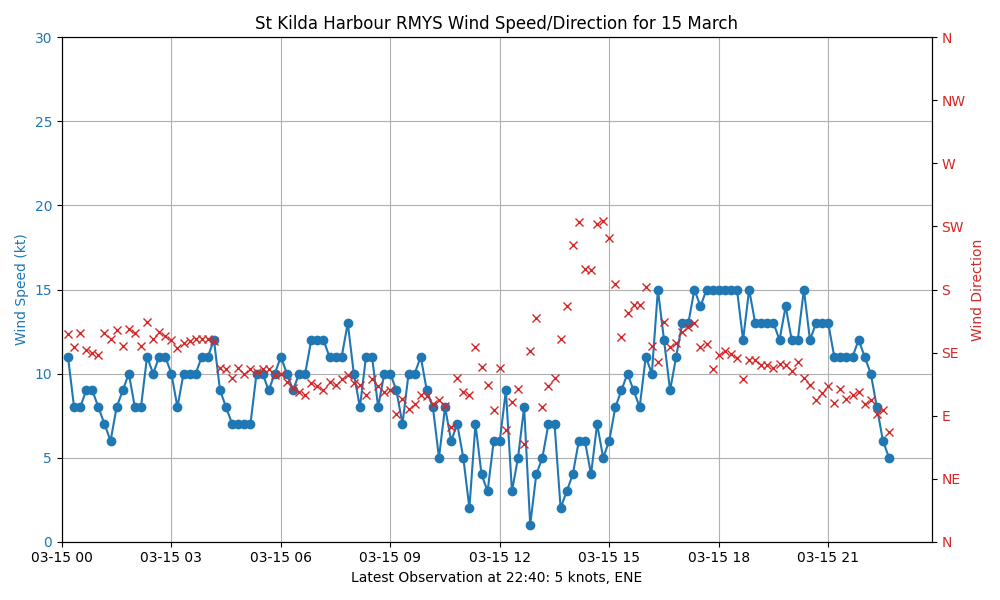 St Kilda Harbour RMYS Wind Speed/Direction for 15 March
30
25
20
15
10
5
0
Wind Speed (kt)
N
NW
W
SW
S
SE
E
NE
N
Wind Direction
03-15 00
03-15 03
03-15 06
03-15 09
03-15 12
03-15 15
03-15 18
03-15 21
Latest Observation at 22:40: 5 knots, ENE